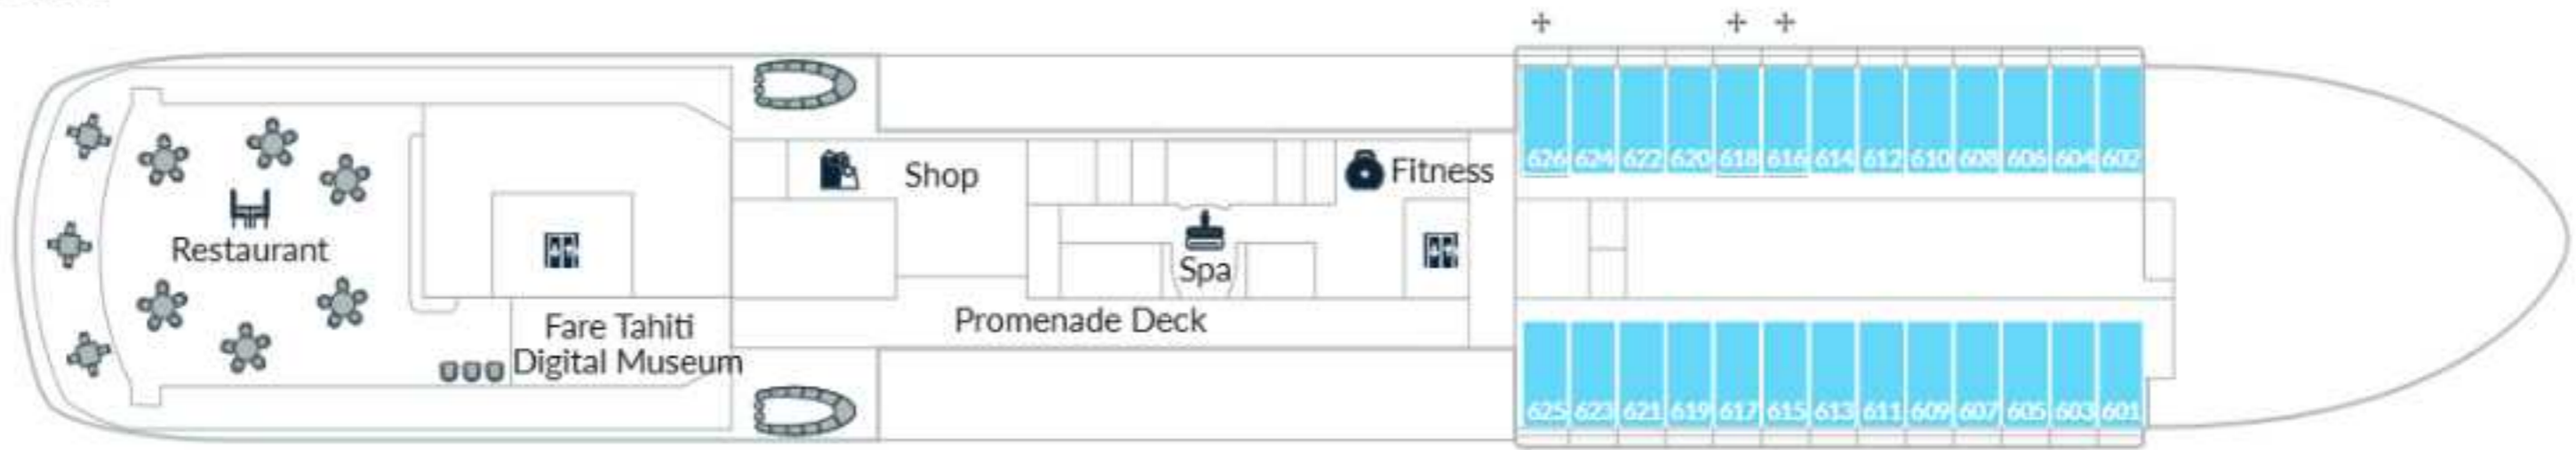 626 624 622 620 618 616 614 612 610 608 606 604 602
Shop
Fitness
Restaurant
Spa
Promenade Deck
Fare Tahiti
Digital Museum
625 623 621 619 617 615 613 611 609 607 605 603 601